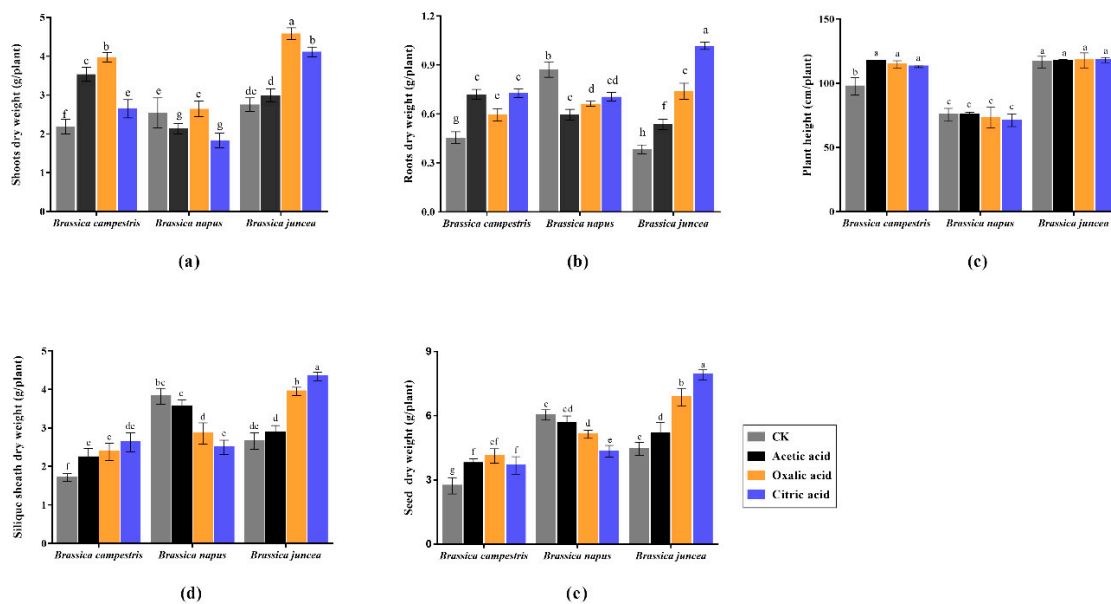 5
4
3
2
1
0
Shoots dry weight (g/plant)
f
c
b
e
e
g
e
g
dc
d
a
b
Brassica campestris
Brassica napus
Brassica juncea
(a)
1.2
0.9
0.6
0.3
0.0
Roots dry weight (g/plant)
g
c
e
c
b
e
e
cd
h
f
c
a
Brassica campestris
Brassica napus
Brassica juncea
(b)
150
100
50
0
Plant height (cm/plant)
b
a
a
a
c
c
c
c
a
a
a
a
Brassica campestris
Brassica napus
Brassica juncea
(c)
5
4
3
2
1
0
Silique sheath dry weight (g/plant)
f
e
e
de
bc
c
d
e
de
d
b
a
Brassica campestris
Brassica napus
Brassica juncea
(d)
9
6
3
0
Seed dry weight (g/plant)
g
f
ef
f
c
cd
d
e
e
d
b
a
Brassica campestris
Brassica napus
Brassica juncea
(e)
CK
Acetic acid
Oxalic acid
Citric acid